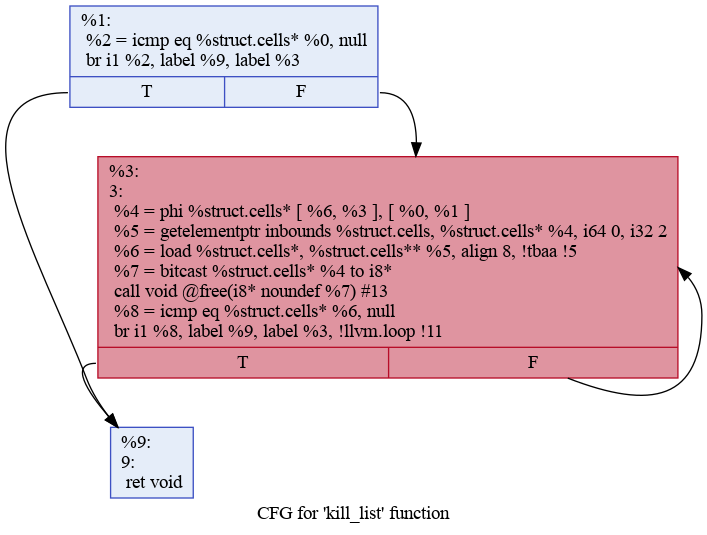 %1:
%2 = icmp eq %struct.cells* %0, null
br i1 %2, label %9, label %3
T F
%3:
3:
%4 = phi %struct.cells* [ %6, %3 ], [ %0, %1 ]
%5 = getelementptr inbounds %struct.cells, %struct.cells* %4, i64 0, i32 2
%6 = load %struct.cells*, %struct.cells** %5, align 8, !tbaa !5
%7 = bitcast %struct.cells* %4 to i8*
call void @free(i8* noundef %7) #13
%8 = icmp eq %struct.cells* %6, null
br i1 %8, label %9, label %3, !llvm.loop !11
T F
%9:
9:
ret void
CFG for 'kill_list' function